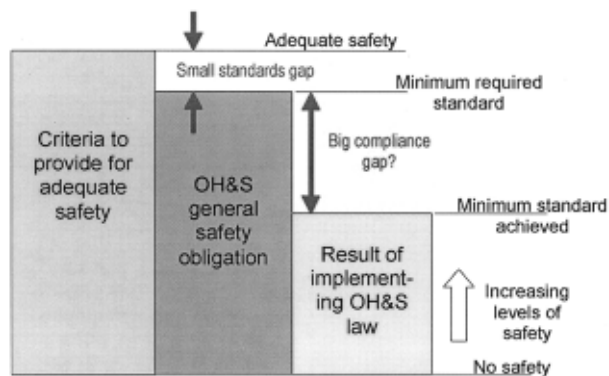 Adequate safety
Small standards gap
Minimum required
standard
Criteria to
provide for
adequate
safety
Big compliance
gap?
OH&S
general
safety
obligation
Minimum standard
achieved
Result of
implement-
ing OH&S
law
Increasing
levels of
safety
No safety